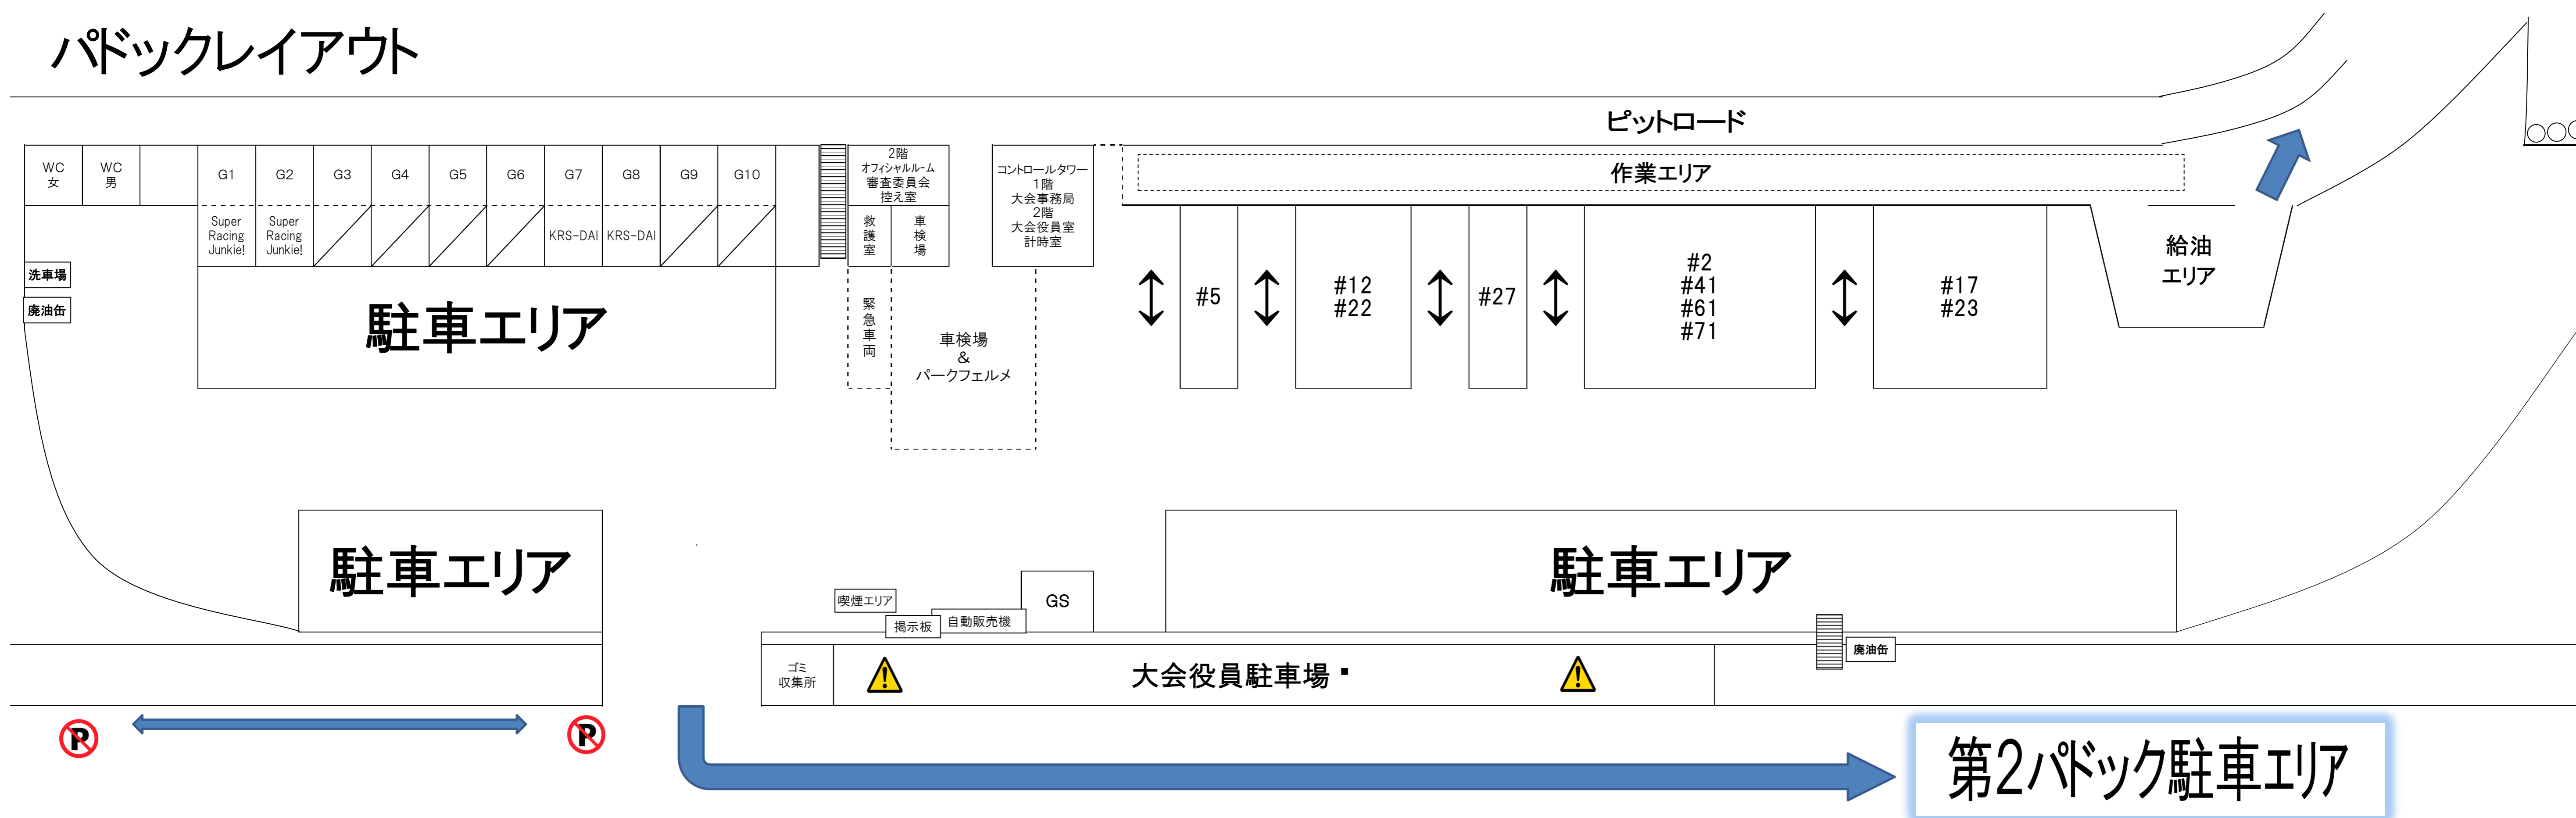 パドックレイアウト
ピットロード
作業エリア
WC
女
WC
男
G1
G2
G3
G4
G5
G6
G7
G8
G9
G10
Super
Racing
Junkie!
Super
Racing
Junkie!
KRS-DAI
KRS-DAI
2階
オフィシャルルーム
審査委員会
控え室
救護室
車検場
コントロールタワー
1階
大会事務局
2階
大会役員室
計時室
洗車場
廃油缶
駐車エリア
緊急車両
車検場
&
パークフェルメ
#5
#12
#22
#27
#2
#41
#61
#71
#17
#23
給油
エリア
駐車エリア
駐車エリア
喫煙エリア
掲示板
自動販売機
GS
ゴミ
収集所
大会役員駐車場
廃油缶
P
P
第2パドック駐車エリア